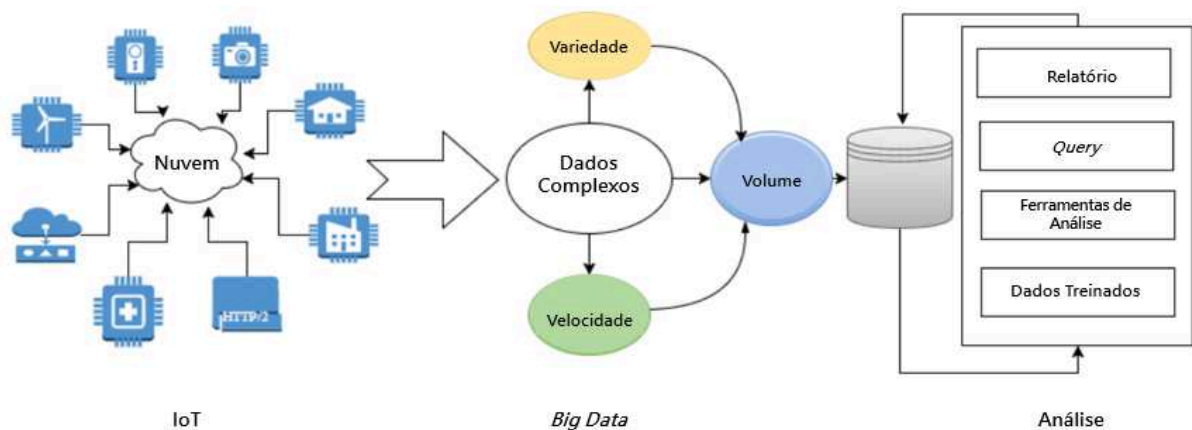 Nuvem
HTTP/2
IoT
Variedade
Dados
Complexos
Volume
Velocidade
Big Data
Relatório
Query
Ferramentas de
Análise
Dados Treinados
Análise